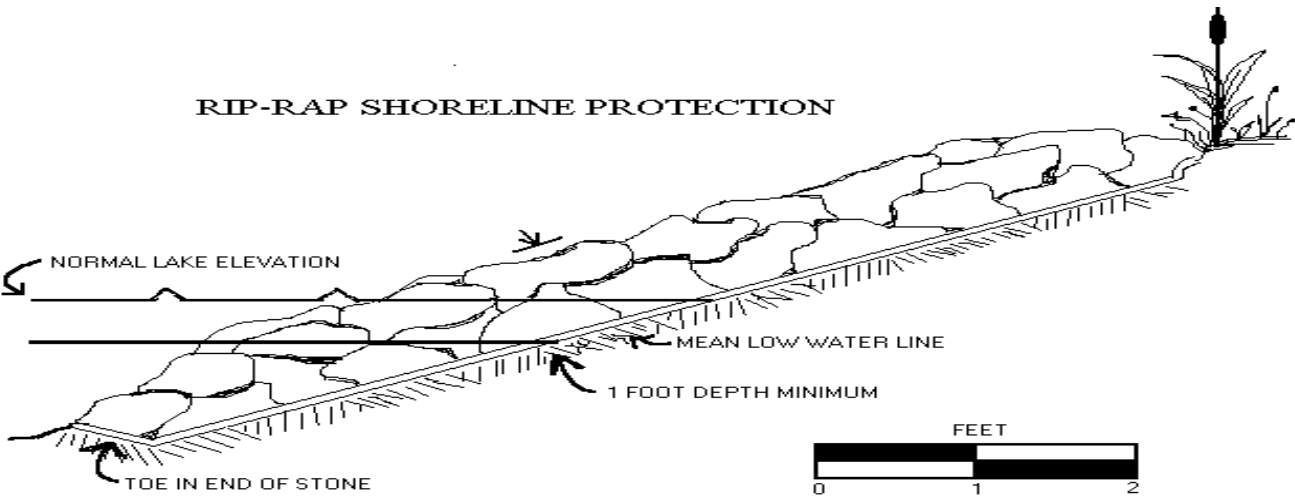 RIP-RAP SHORELINE PROTECTION
NORMAL LAKE ELEVATION
MEAN LOW WATER LINE
1 FOOT DEPTH MINIMUM
TOE IN END OF STONE
FEET
0 1 2